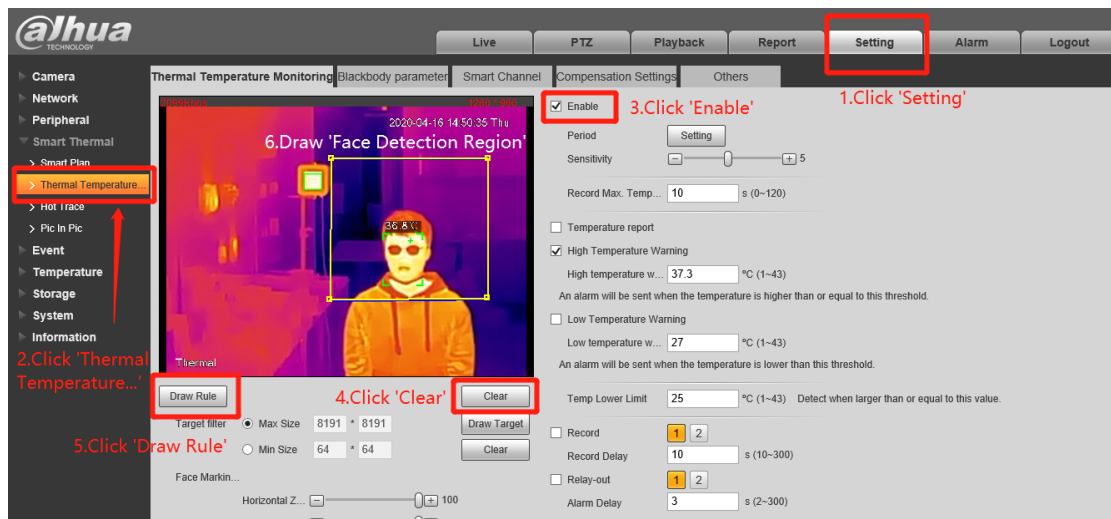 alhua
TECHNOLOGY
Live
PTZ
Playback
Report
Setting
Alarm
Logout
Camera
Network
Peripheral
Smart Thermal
Smart Plan
Thermal Temperature...
Hot Trace
Pic In Pic
Event
Temperature
Storage
System
Information
2.Click 'Thermal
Temperature...'
Thermal Temperature Monitoring
Blackbody parameter
Smart Channel
Compensation Settings
Others
1280 * 960
2020-04-16 14:50:35 Thu
6.Draw 'Face Detection Region'
Thermal
Draw Rule
4.Click 'Clear'
Clear
5.Click 'Draw Rule'
Target filter
Max Size 8191 * 8191
Draw Target
Min Size 64 * 64
Clear
Face Markin...
Horizontal Z... 100
Enable
3.Click 'Enable'
1.Click 'Setting'
Period Setting
Sensitivity 5
Record Max. Temp... 10 s (0~120)
Temperature report
High Temperature Warning
High temperature w... 37.3 ℃ (1~43)
An alarm will be sent when the temperature is higher than or equal to this threshold.
Low Temperature Warning
Low temperature w... 27 ℃ (1~43)
An alarm will be sent when the temperature is lower than this threshold.
Temp Lower Limit 25 ℃ (1~43) Detect when larger than or equal to this value.
Record 1 2
Record Delay 10 s (10~300)
Relay-out 1 2
Alarm Delay 3 s (2~300)